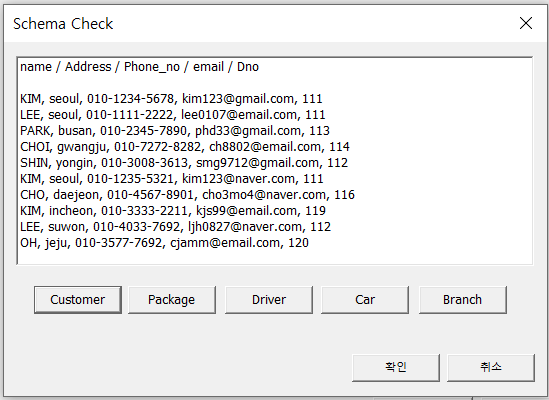 Schema Check
name / Address / Phone_no / email / Dno
KIM, seoul, 010-1234-5678, kim123@gmail.com, 111
LEE, seoul, 010-1111-2222, lee0107@email.com, 111
PARK, busan, 010-2345-7890, phd33@gmail.com, 113
CHOI, gwangju, 010-7272-8282, ch8802@email.com, 114
SHIN, yongin, 010-3008-3613, smg9712@gmail.com, 112
KIM, seoul, 010-1235-5321, kim123@naver.com, 111
CHO, daejeon, 010-4567-8901, cho3mo4@naver.com, 116
KIM, incheon, 010-3333-2211, kjs99@email.com, 119
LEE, suwon, 010-4033-7692, ljh0827@naver.com, 112
OH, jeju, 010-3577-7692, cjamm@email.com, 120
Customer Package Driver Car Branch
확인 취소